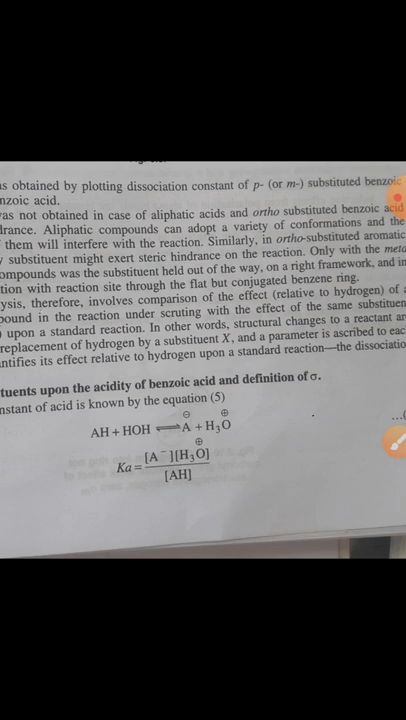 s obtained by plotting dissociation constant of p- (or m-) substituted benzoic
nzoic acid.
as not obtained in case of aliphatic acids and ortho substituted benzoic acid
drance. Aliphatic compounds can adopt a variety of conformations and the
them will interfere with the reaction. Similarly, in ortho-substituted aromatic
substituent might exert steric hindrance on the reaction. Only with the meta
ompounds was the substituent held out of the way, on a right framework, and in
tion with reaction site through the flat but conjugated benzene ring.
ysis, therefore, involves comparison of the effect (relative to hydrogen) of a
pound in the reaction under scruting with the effect of the same substituen
upon a standard reaction. In other words, structural changes to a reactant ar
replacement of hydrogen by a substituent X, and a parameter is ascribed to eac
ntifies its effect relative to hydrogen upon a standard reaction—the dissociatio
tuents upon the acidity of benzoic acid and definition of σ.
nstant of acid is known by the equation (5)
AH + HOH ⇌ A⊖ + H₃O⊕ ...(
Ka = [A⁻][H₃O⊕] / [AH]